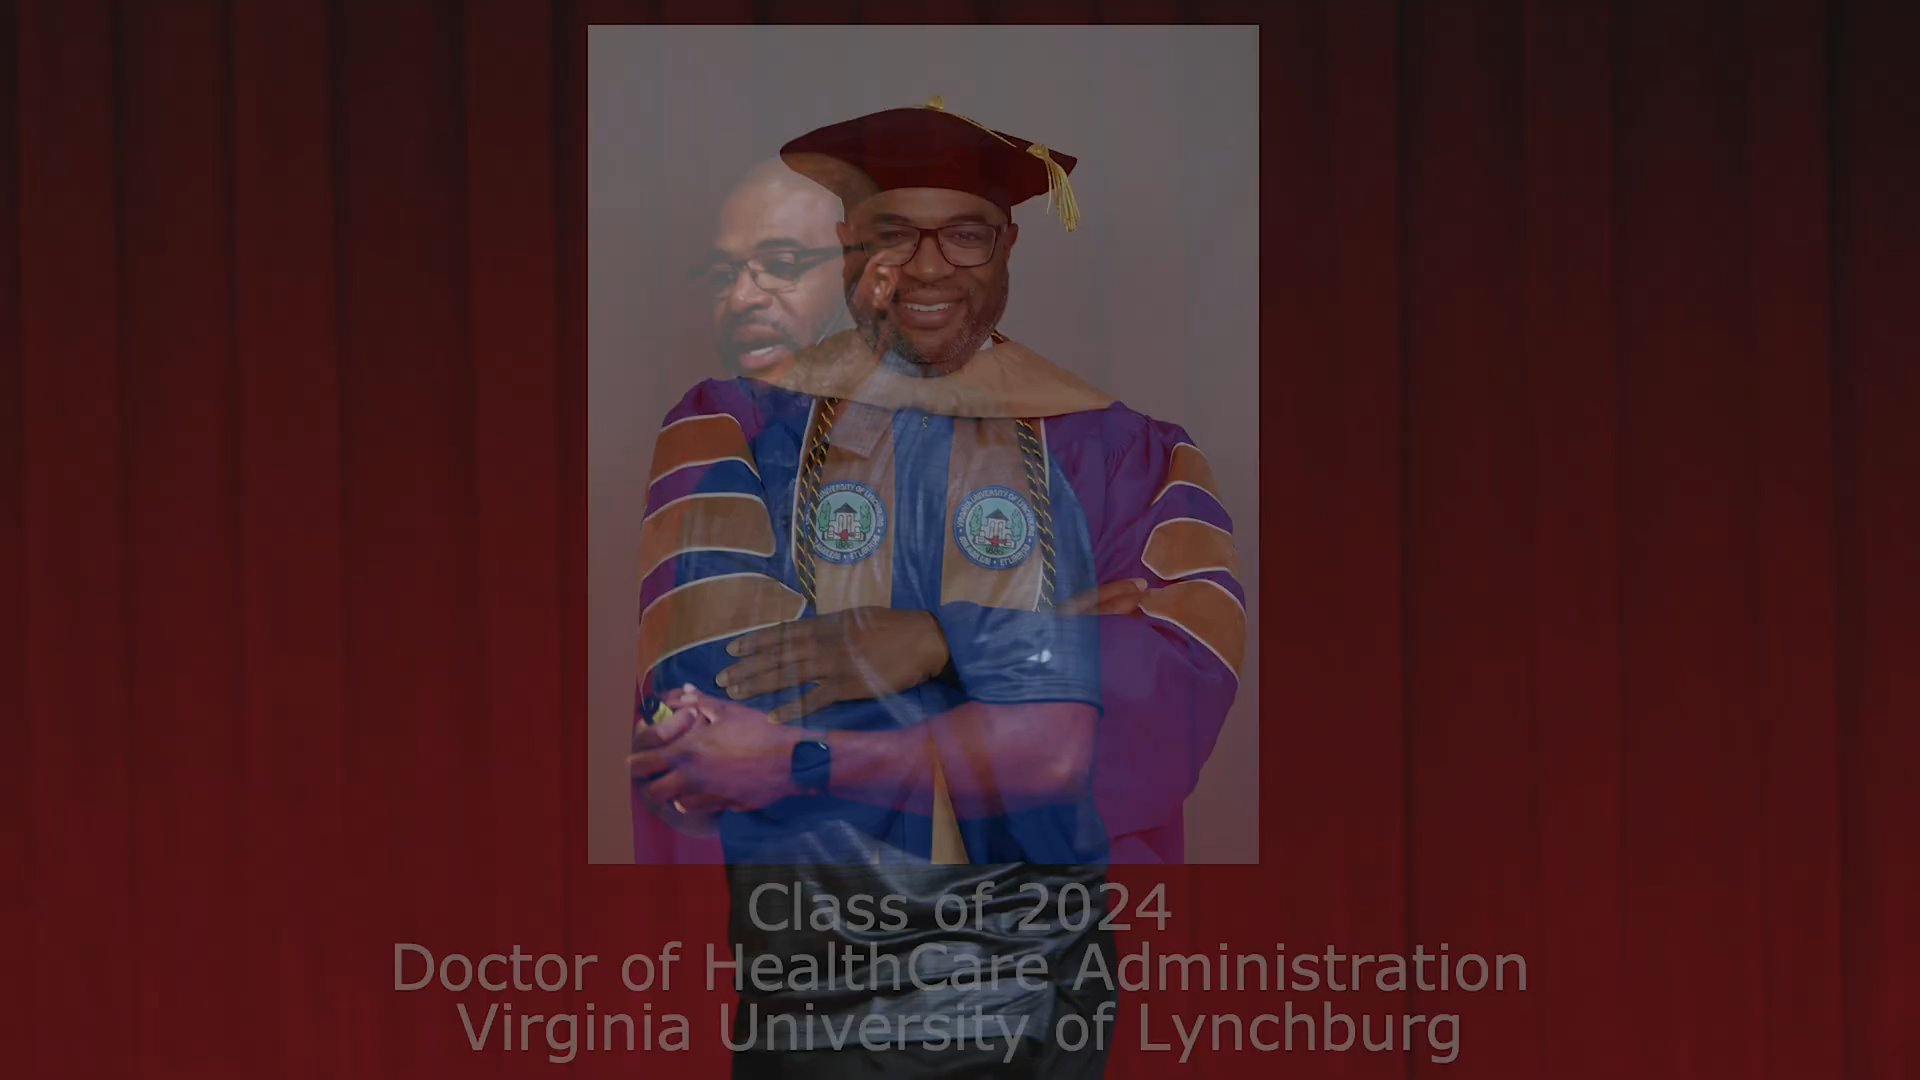 Class of 2024
Doctor of HealthCare Administration
Virginia University of Lynchburg